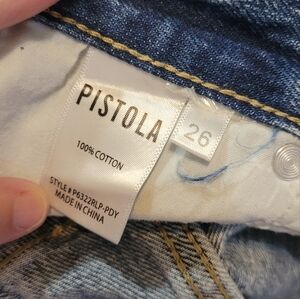 PISTOLA
26
100% COTTON
STYLE # P6322RLP-PDY
MADE IN CHINA